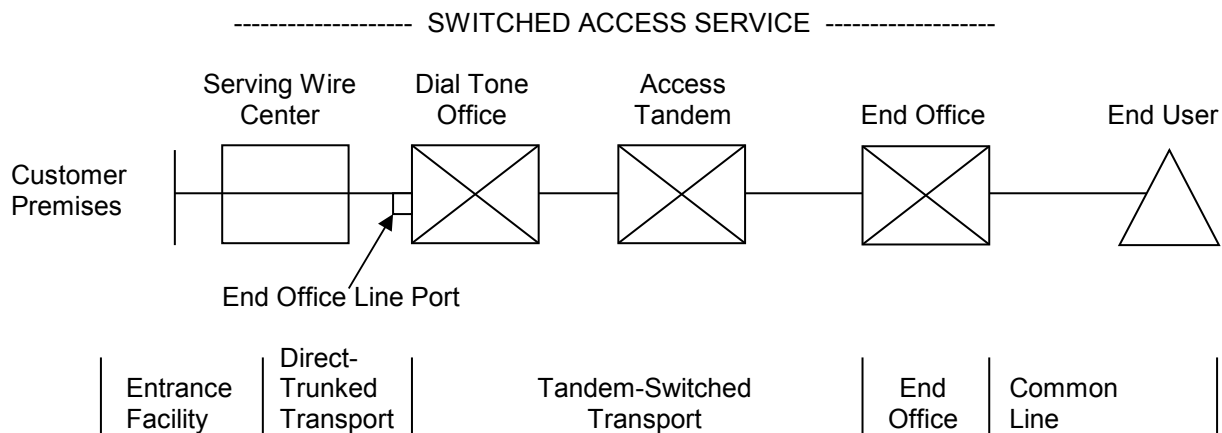 ------------------- SWITCHED ACCESS SERVICE -----------------
Serving Wire Center
Dial Tone Office
Access Tandem
End Office
End User
Customer Premises
End Office Line Port
Entrance Facility
Direct-Trunked Transport
Tandem-Switched Transport
End Office
Common Line